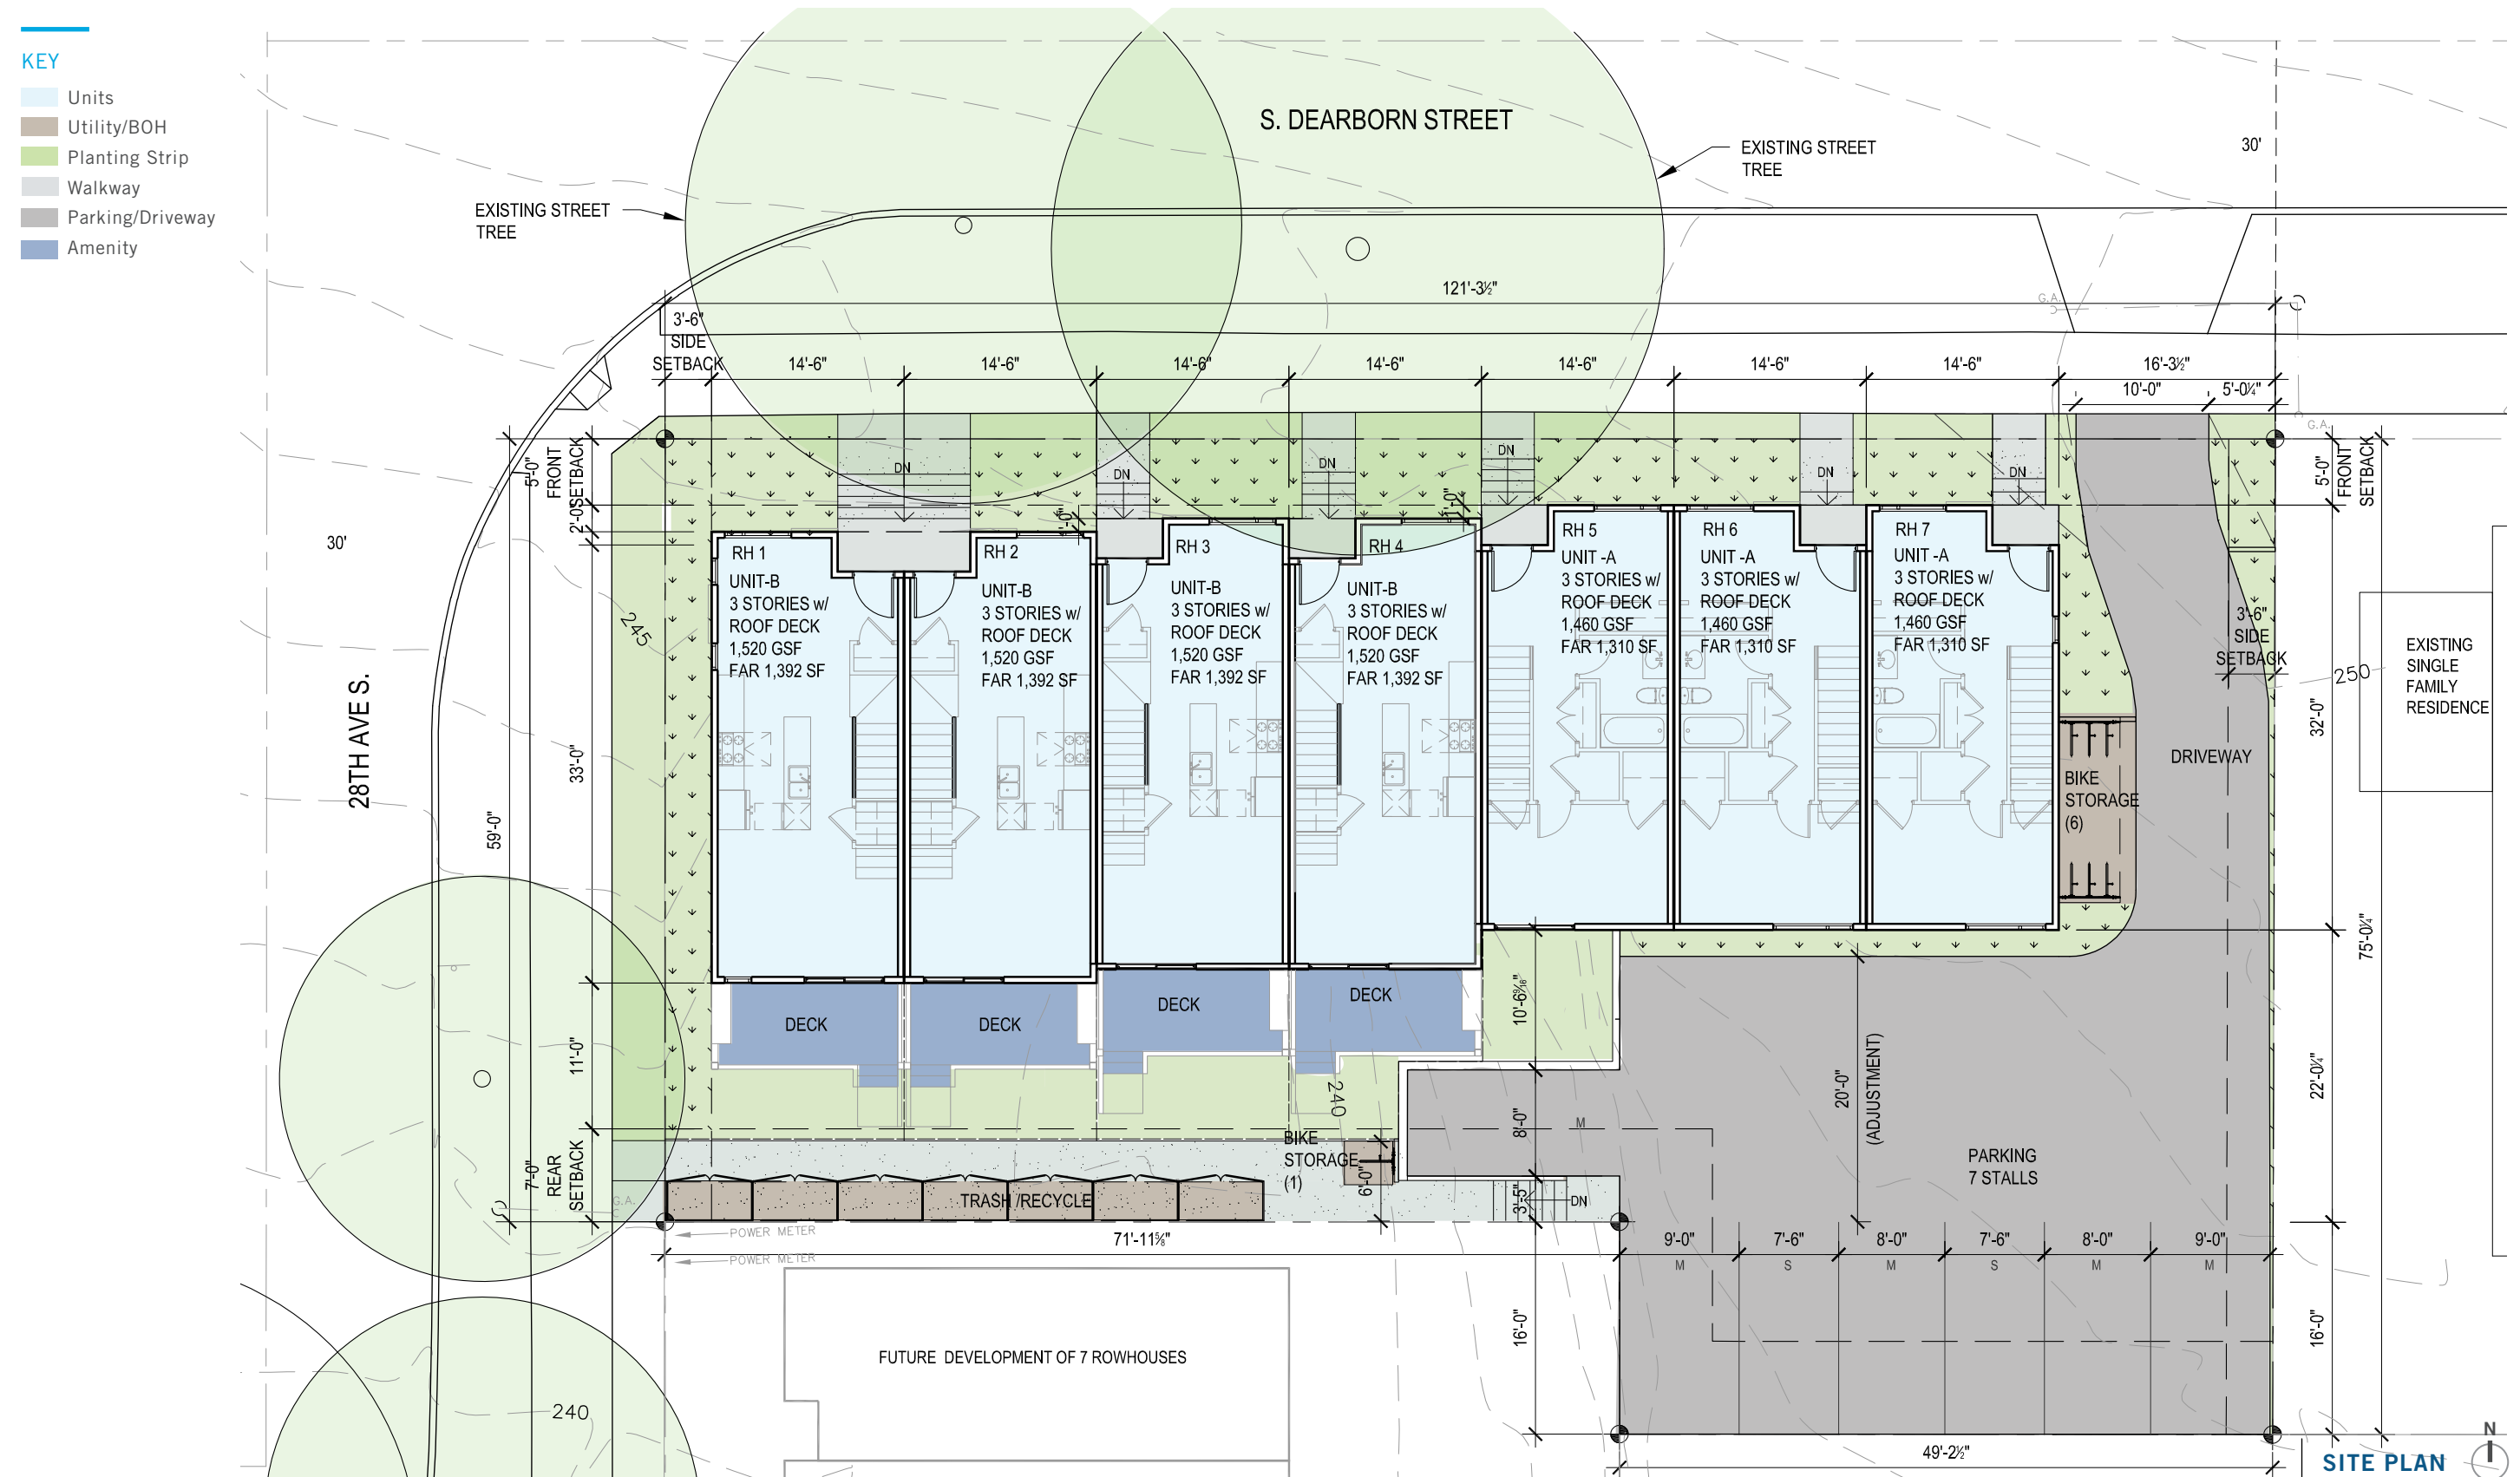 KEY
Units
Utility/BOH
Planting Strip
Walkway
Parking/Driveway
Amenity
S. DEARBORN STREET
EXISTING STREET
TREE
EXISTING STREET
TREE
30'
121'-3½"
G.A.
3'-6"
SIDE
SETBACK
14'-6"
14'-6"
14'-6"
14'-6"
14'-6"
14'-6"
14'-6"
16'-3½"
10'-0"
5'-0¼"
G.A.
5'-0"
FRONT
SETBACK
2'-0"
5'-0"
FRONT
SETBACK
DN
DN
DN
DN
DN
DN
1'-0"
1'-0"
30'
245
28TH AVE S.
RH 1
UNIT-B
3 STORIES w/
ROOF DECK
1,520 GSF
FAR 1,392 SF
RH 2
UNIT-B
3 STORIES w/
ROOF DECK
1,520 GSF
FAR 1,392 SF
RH 3
UNIT-B
3 STORIES w/
ROOF DECK
1,520 GSF
FAR 1,392 SF
RH 4
UNIT-B
3 STORIES w/
ROOF DECK
1,520 GSF
FAR 1,392 SF
RH 5
UNIT -A
3 STORIES w/
ROOF DECK
1,460 GSF
FAR 1,310 SF
RH 6
UNIT -A
3 STORIES w/
ROOF DECK
1,460 GSF
FAR 1,310 SF
RH 7
UNIT -A
3 STORIES w/
ROOF DECK
1,460 GSF
FAR 1,310 SF
3'-6"
SIDE
SETBACK
250
EXISTING
SINGLE
FAMILY
RESIDENCE
32'-0"
75'-0¼"
33'-0"
59'-0"
DRIVEWAY
BIKE
STORAGE
(6)
DECK
DECK
DECK
DECK
11'-0"
10'-6 9/16"
20'-0"
(ADJUSTMENT)
22'-0¼"
240
8'-0"
M
7'-0"
REAR
SETBACK
BIKE
STORAGE
(1)
6'-0"
3'-5"
DN
PARKING
7 STALLS
TRASH /RECYCLE
G.A.
POWER METER
POWER METER
71'-11⅝"
9'-0"
7'-6"
8'-0"
7'-6"
8'-0"
9'-0"
M
S
M
S
M
M
16'-0"
16'-0"
FUTURE DEVELOPMENT OF 7 ROWHOUSES
240
49'-2½"
SITE PLAN
N